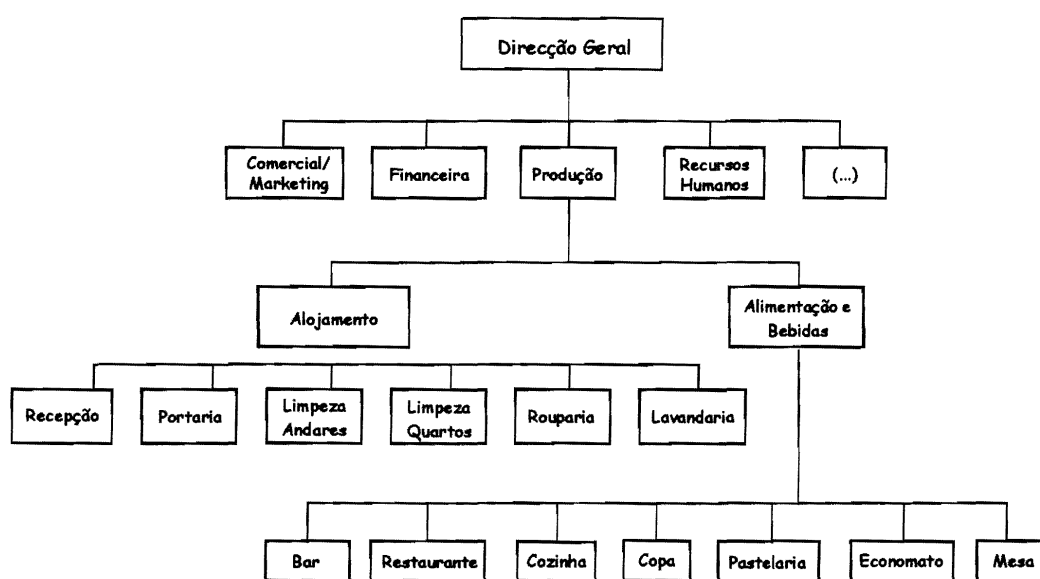 Direcção Geral
Comercial/
Marketing
Financeira
Produção
Recursos
Humanos
(...)
Alojamento
Alimentação e
Bebidas
Recepção
Portaria
Limpeza
Andares
Limpeza
Quartos
Rouparia
Lavandaria
Bar
Restaurante
Cozinha
Copa
Pastelaria
Economato
Mesa